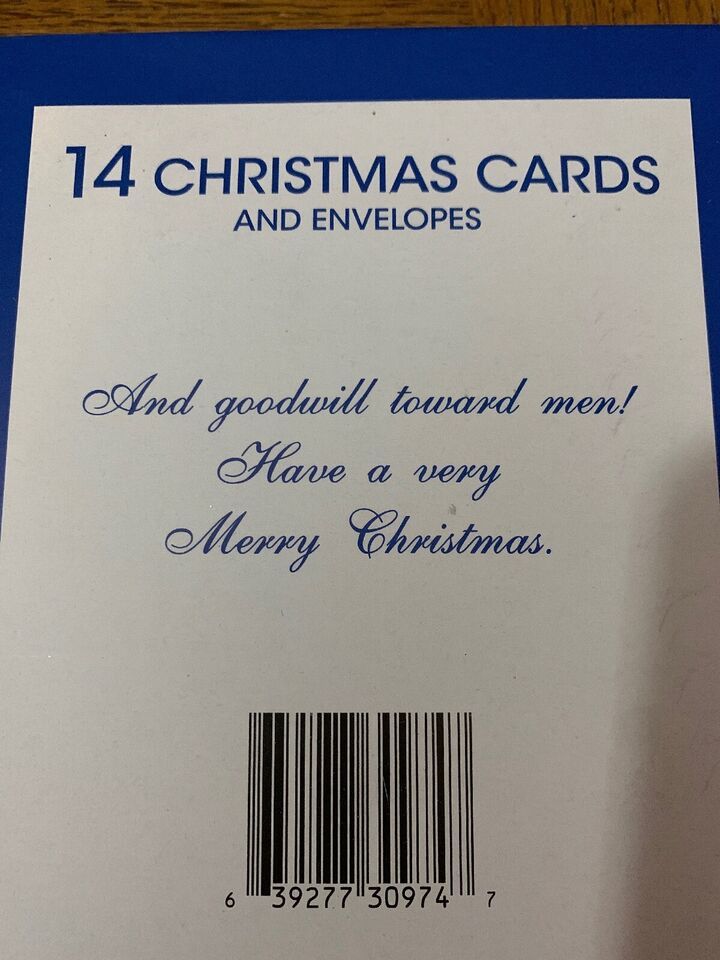 14 CHRISTMAS CARDS
AND ENVELOPES
And goodwill toward men!
Have a very
Merry Christmas.
6 39277 30974 7